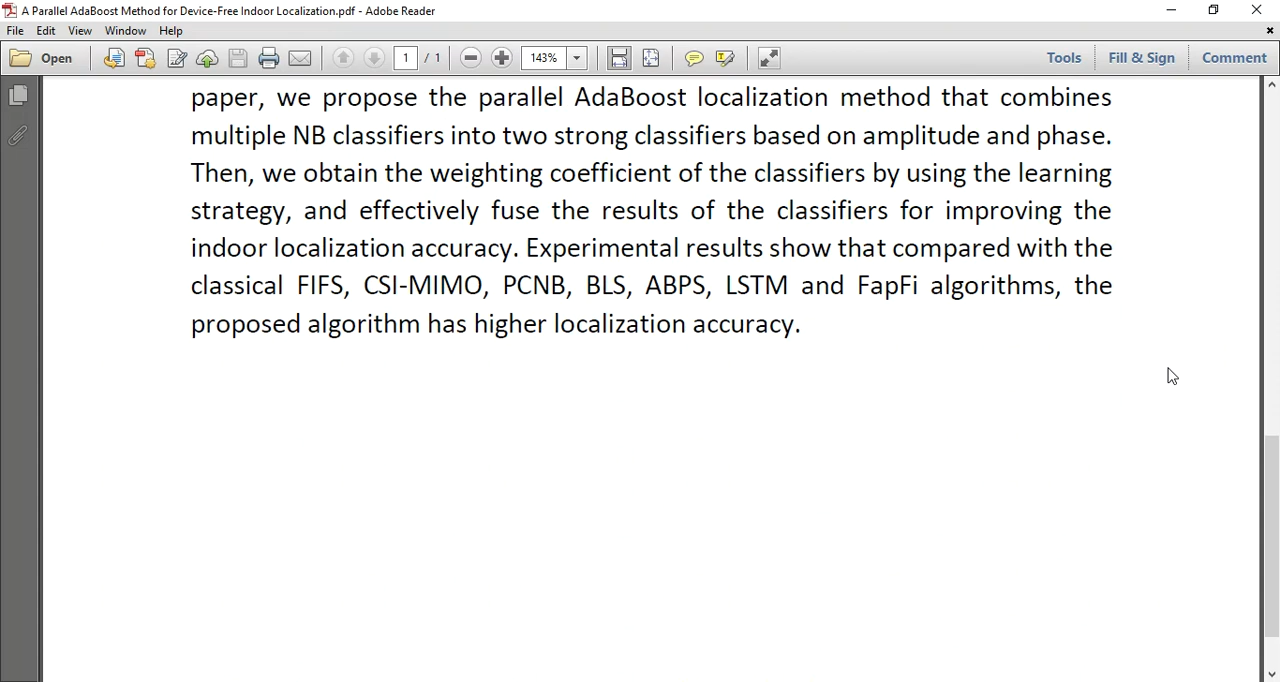 A Parallel AdaBoost Method for Device-Free Indoor Localization.pdf - Adobe Reader
File Edit View Window Help
Open 1 / 1 143% Tools Fill & Sign Comment
paper, we propose the parallel AdaBoost localization method that combines
multiple NB classifiers into two strong classifiers based on amplitude and phase.
Then, we obtain the weighting coefficient of the classifiers by using the learning
strategy, and effectively fuse the results of the classifiers for improving the
indoor localization accuracy. Experimental results show that compared with the
classical FIFS, CSI-MIMO, PCNB, BLS, ABPS, LSTM and FapFi algorithms, the
proposed algorithm has higher localization accuracy.